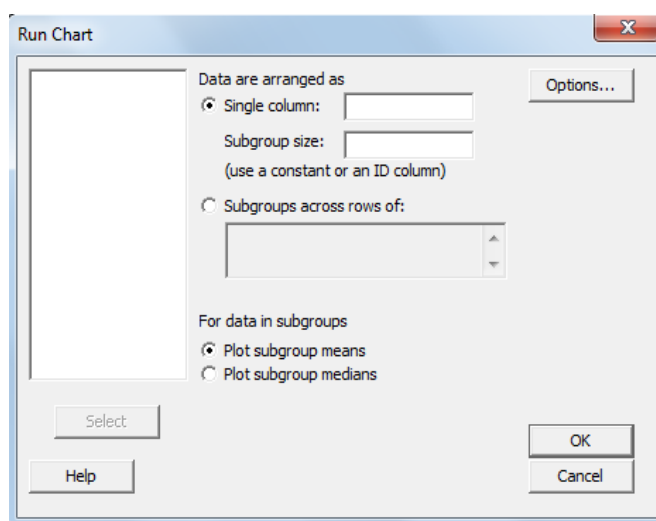 Run Chart
Data are arranged as
Single column:
Options...
Subgroup size:
(use a constant or an ID column)
Subgroups across rows of:
For data in subgroups
Plot subgroup means
Plot subgroup medians
Select
OK
Help
Cancel